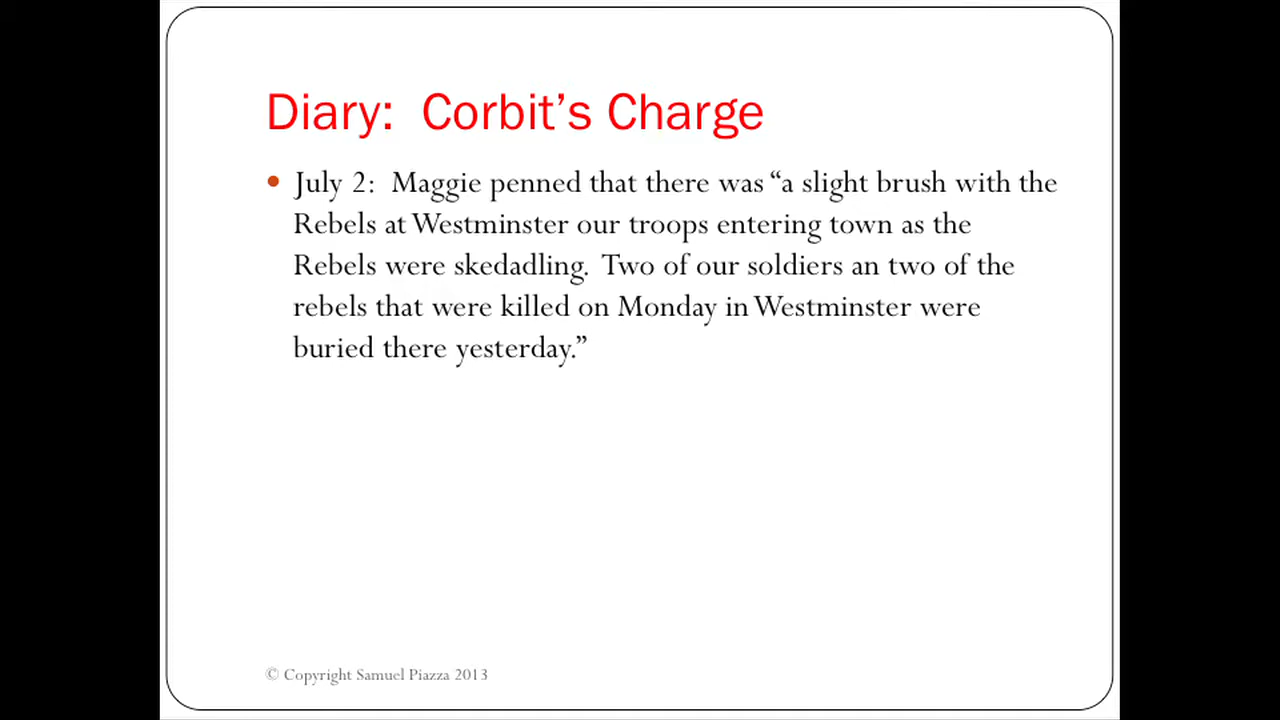 Diary:  Corbit’s Charge
• July 2:  Maggie penned that there was “a slight brush with the
Rebels at Westminster our troops entering town as the
Rebels were skedadling.  Two of our soldiers an two of the
rebels that were killed on Monday in Westminster were
buried there yesterday.”
© Copyright Samuel Piazza 2013